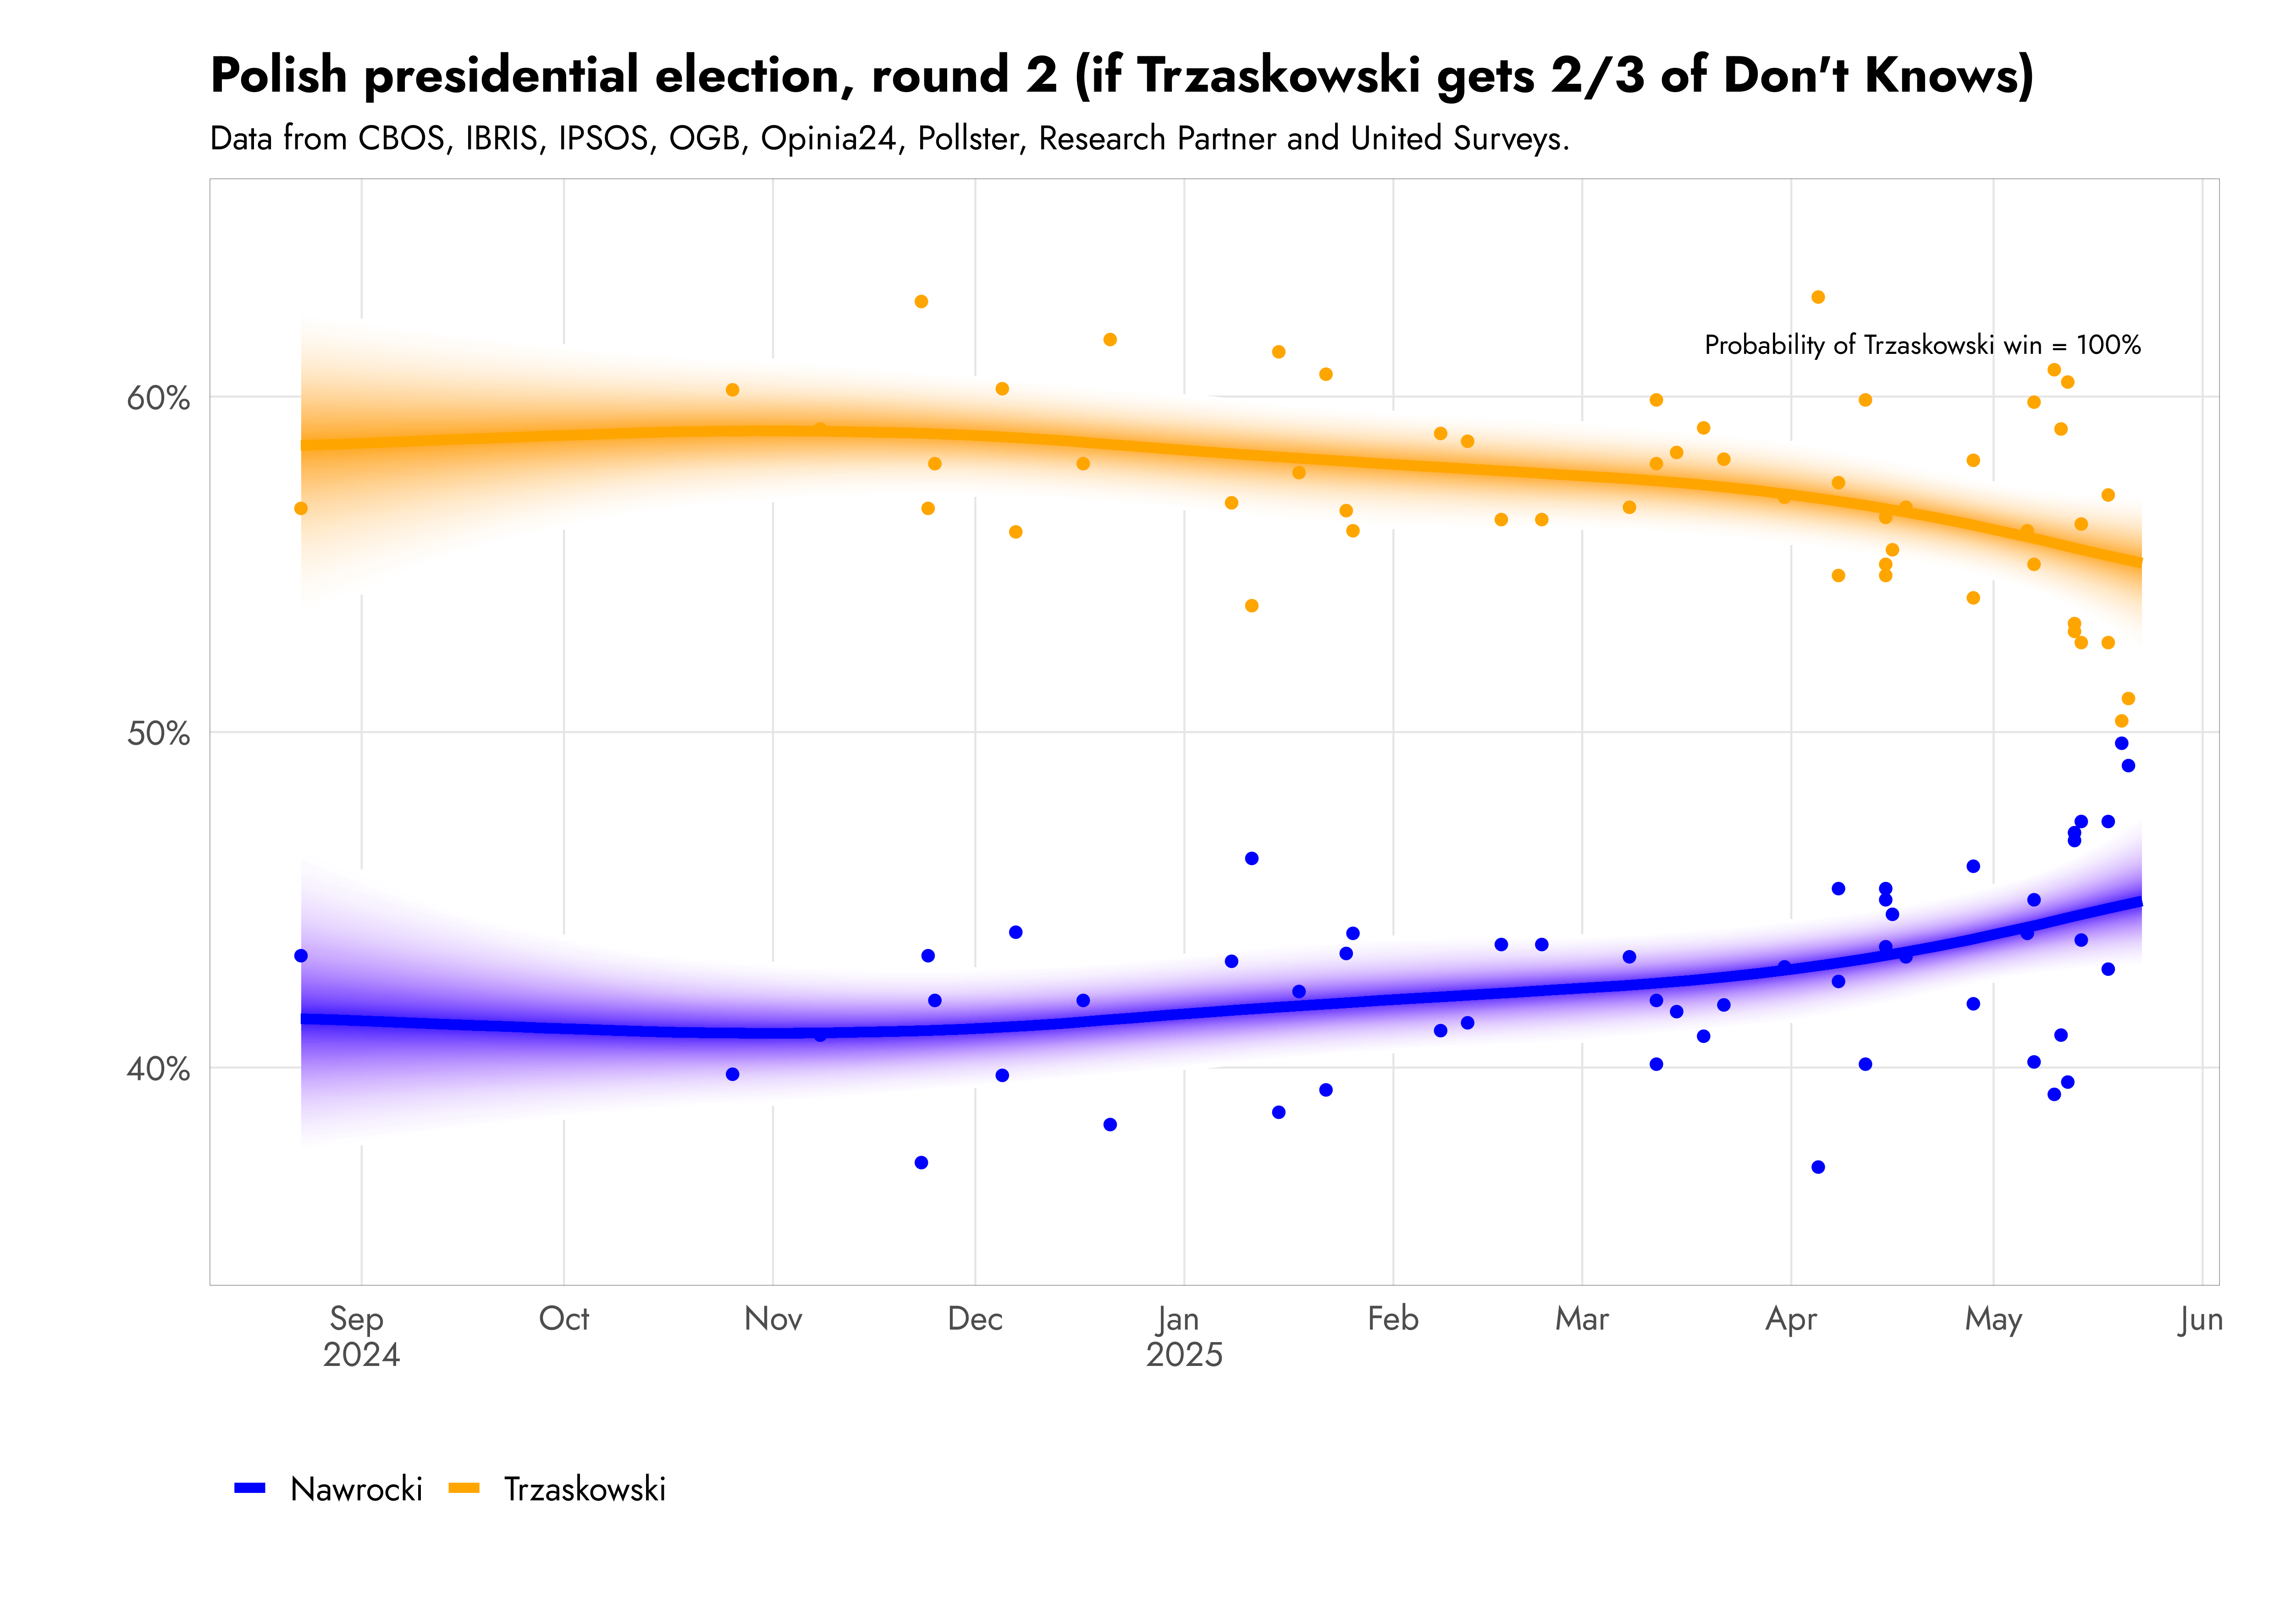 Polish presidential election, round 2 (if Trzaskowski gets 2/3 of Don't Knows)
Data from CBOS, IBRIS, IPSOS, OGB, Opinia24, Pollster, Research Partner and United Surveys.
Probability of Trzaskowski win = 100%
60%
50%
40%
Sep Oct Nov Dec Jan Feb Mar Apr May Jun
2024 2025
Nawrocki Trzaskowski